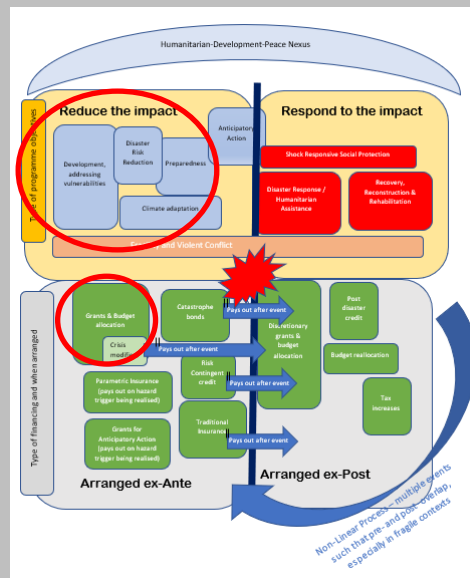 Humanitarian-Development-Peace Nexus
Type of programme objectives
Reduce the impact
Respond to the impact
Development,
addressing
vulnerabilities
Disaster
Risk
Reduction
Preparedness
Climate adaptation
Anticipatory
Action
Shock Responsive Social Protection
Disaster Response /
Humanitarian
Assistance
Recovery,
Reconstruction &
Rehabilitation
and Violent Conflict
Type of financing and when arranged
Grants & Budget
allocation
Crisis
Catastrophe
bonds
Pays out after event
Discretionary
grants &
budget
allocation
Post
disaster
credit
Pays out after event
Risk
Contingent
credit
Pays out after event
Budget reallocation
Parametric Insurance
(pays out on hazard
trigger being realised)
Tax
increases
Traditional
Insurance
Pays out after event
Grants for
Anticipatory Action
(pays out on hazard
trigger being realised)
Arranged ex-Ante
Arranged ex-Post
Non-Linear Process – multiple events
such that pre- and post- overlap,
especially in fragile contexts